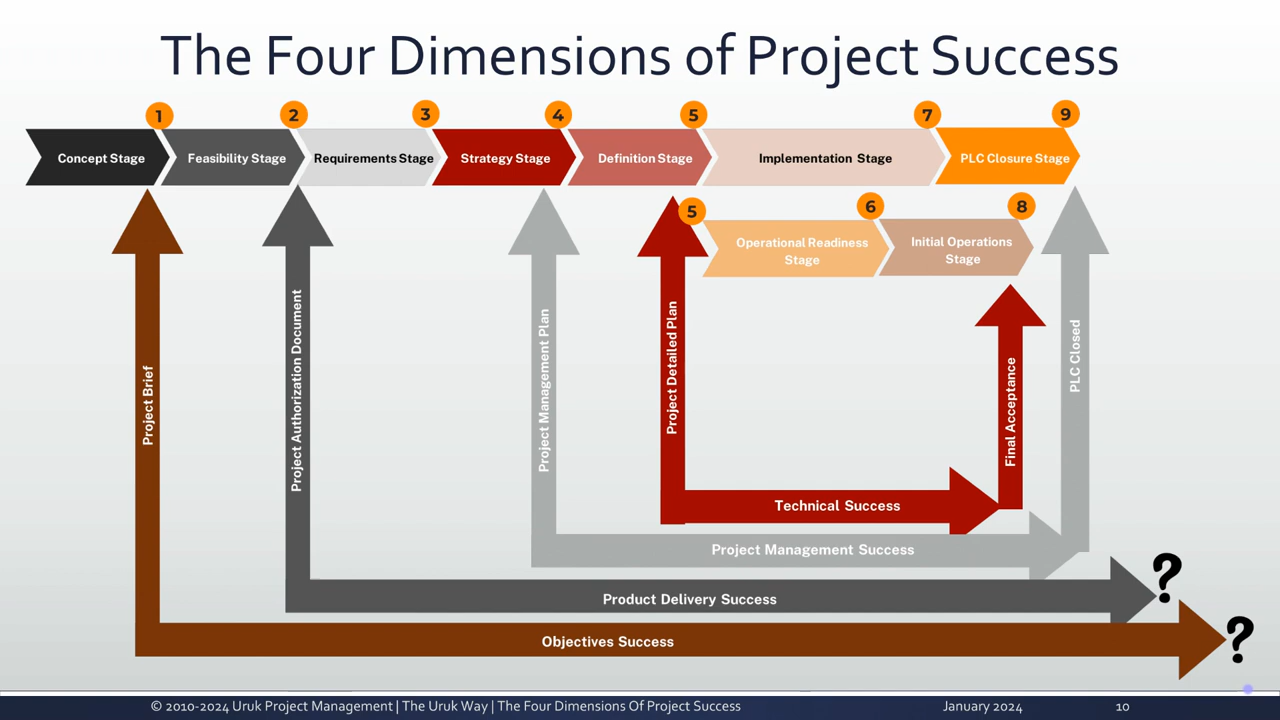 The Four Dimensions of Project Success
1
2
3
4
5
7
9
Concept Stage
Feasibility Stage
Requirements Stage
Strategy Stage
Definition Stage
Implementation Stage
PLC Closure Stage
5
6
8
Operational Readiness
Stage
Initial Operations
Stage
Project Brief
Project Authorization Document
Project Management Plan
Project Detailed Plan
Final Acceptance
PLC Closed
Technical Success
Project Management Success
Product Delivery Success
?
Objectives Success
?
© 2010-2024 Uruk Project Management | The Uruk Way | The Four Dimensions Of Project Success
January 2024
10